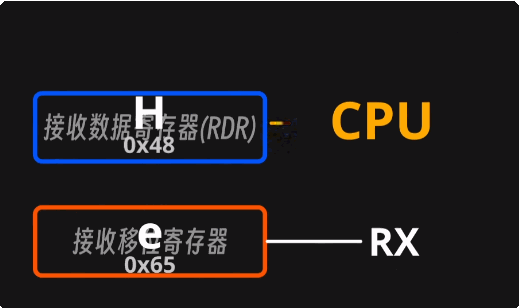 H
接收数据寄存器(RDR)
0x48
CPU
e
接收移位寄存器
0x65
RX